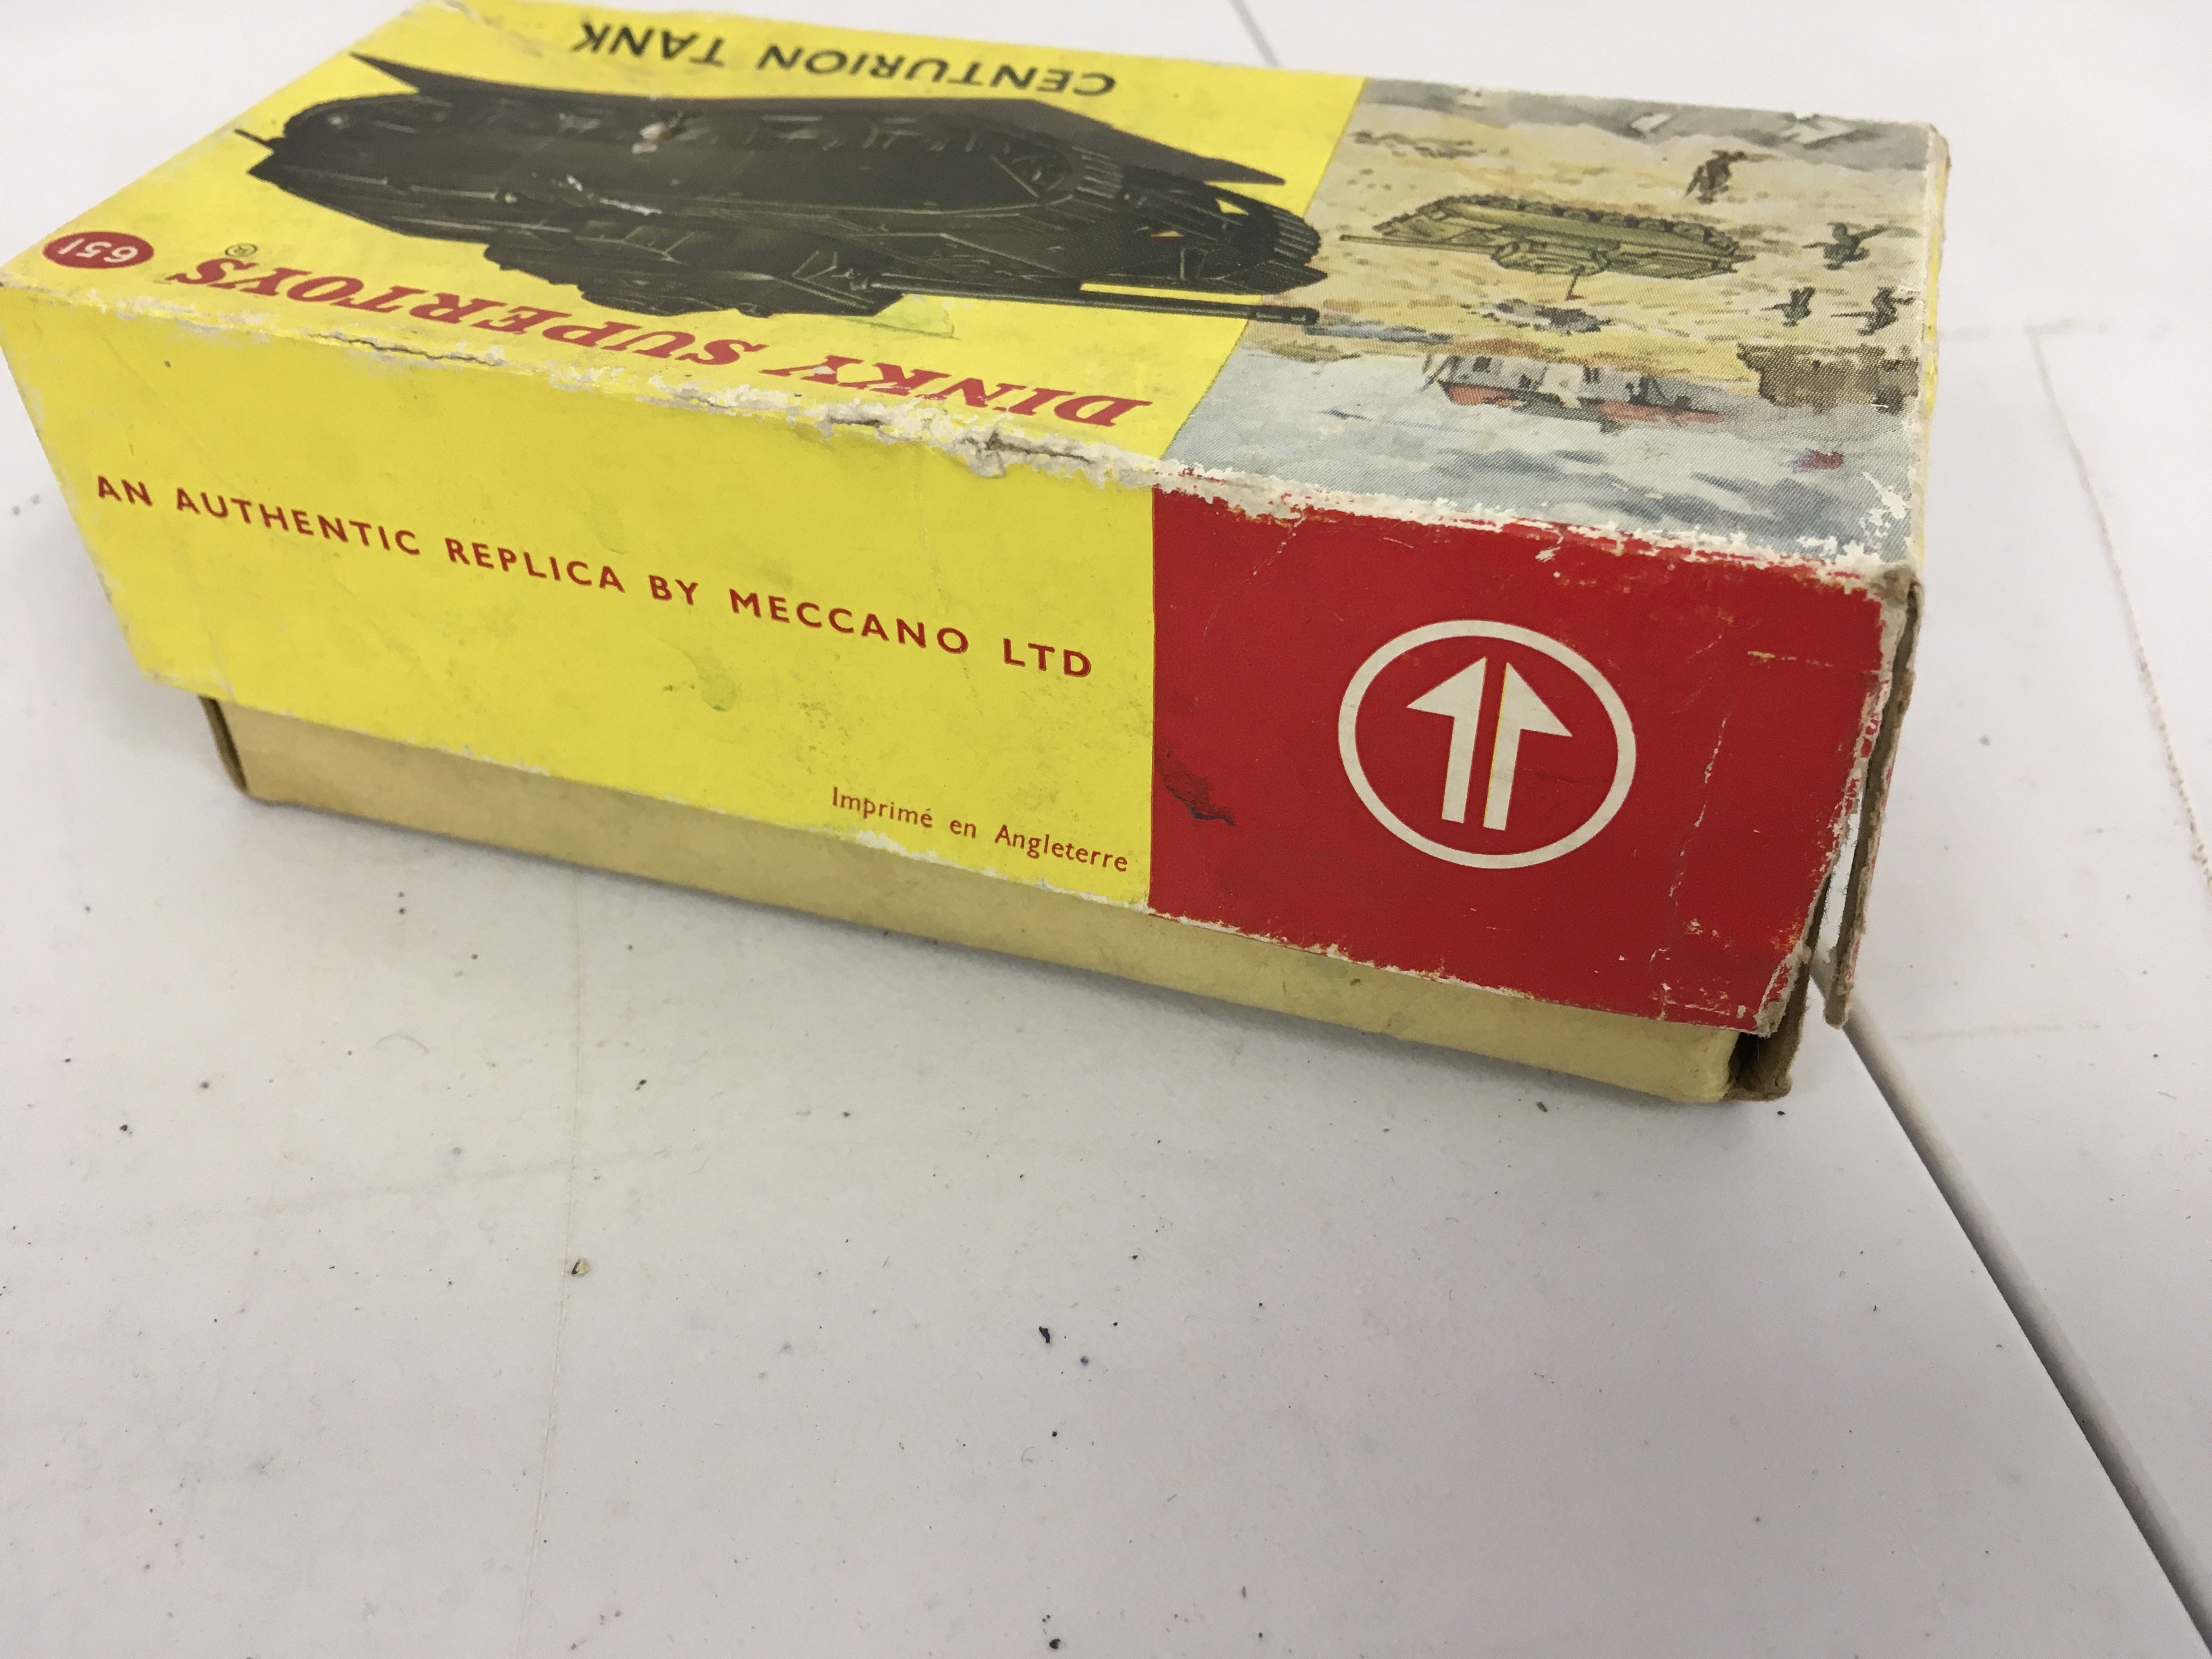 CENTURION TANK
DINKY SUPERTOYS®
651
AN AUTHENTIC REPLICA BY MECCANO LTD
Imprimé en Angleterre